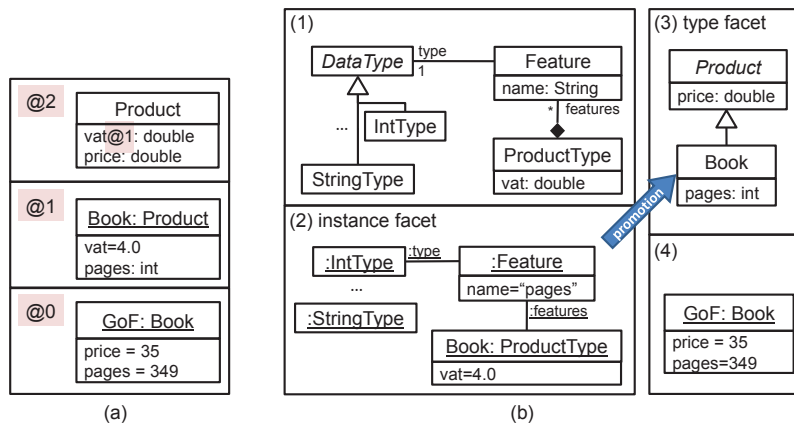 @2
Product
vat@1: double
price: double
@1
Book: Product
vat=4.0
pages: int
@0
GoF: Book
price = 35
pages = 349
(a)
(1)
DataType
type
1
Feature
name: String
* features
...
IntType
StringType
ProductType
vat: double
(2) instance facet
:IntType
:type
:Feature
name=“pages”
...
:StringType
:features
Book: ProductType
vat=4.0
promotion
(3) type facet
Product
price: double
Book
pages: int
(4)
GoF: Book
price = 35
pages=349
(b)